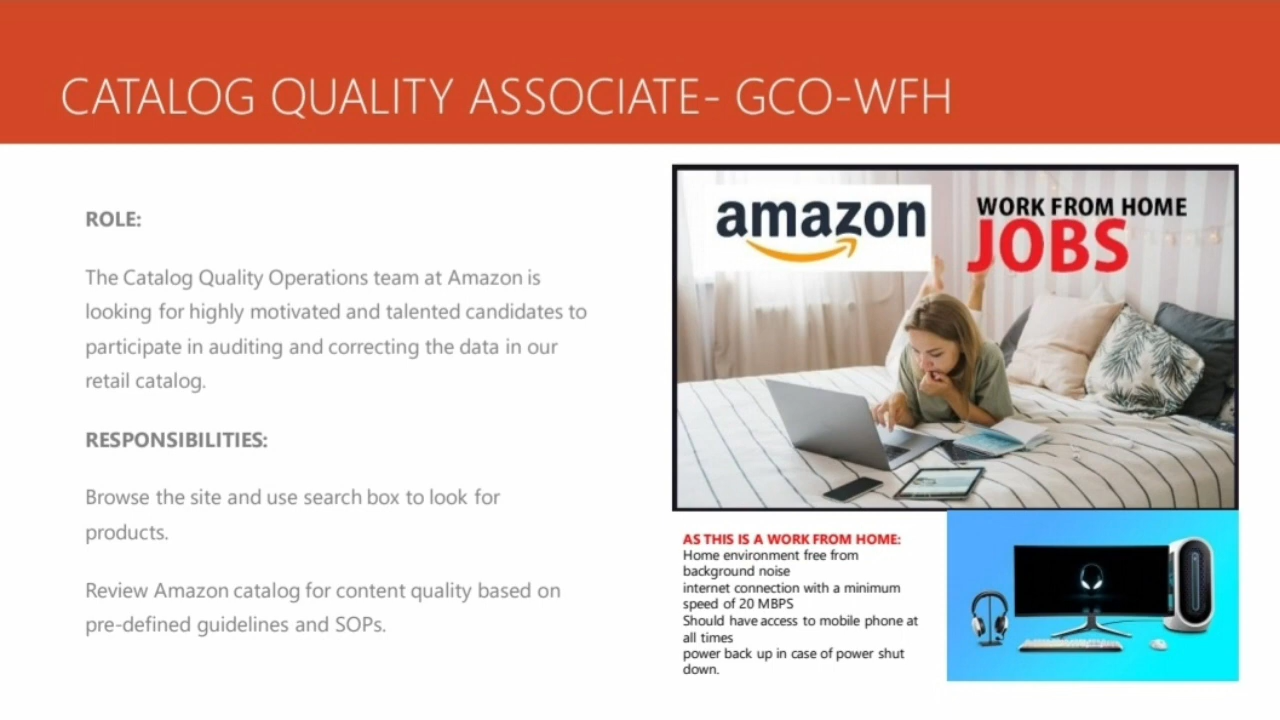 CATALOG QUALITY ASSOCIATE- GCO-WFH
ROLE:
The Catalog Quality Operations team at Amazon is
looking for highly motivated and talented candidates to
participate in auditing and correcting the data in our
retail catalog.
RESPONSIBILITIES:
Browse the site and use search box to look for
products.
Review Amazon catalog for content quality based on
pre-defined guidelines and SOPs.
amazon
WORK FROM HOME
JOBS
AS THIS IS A WORK FROM HOME:
Home environment free from
background noise
internet connection with a minimum
speed of 20 MBPS
Should have access to mobile phone at
all times
power back up in case of power shut
down.